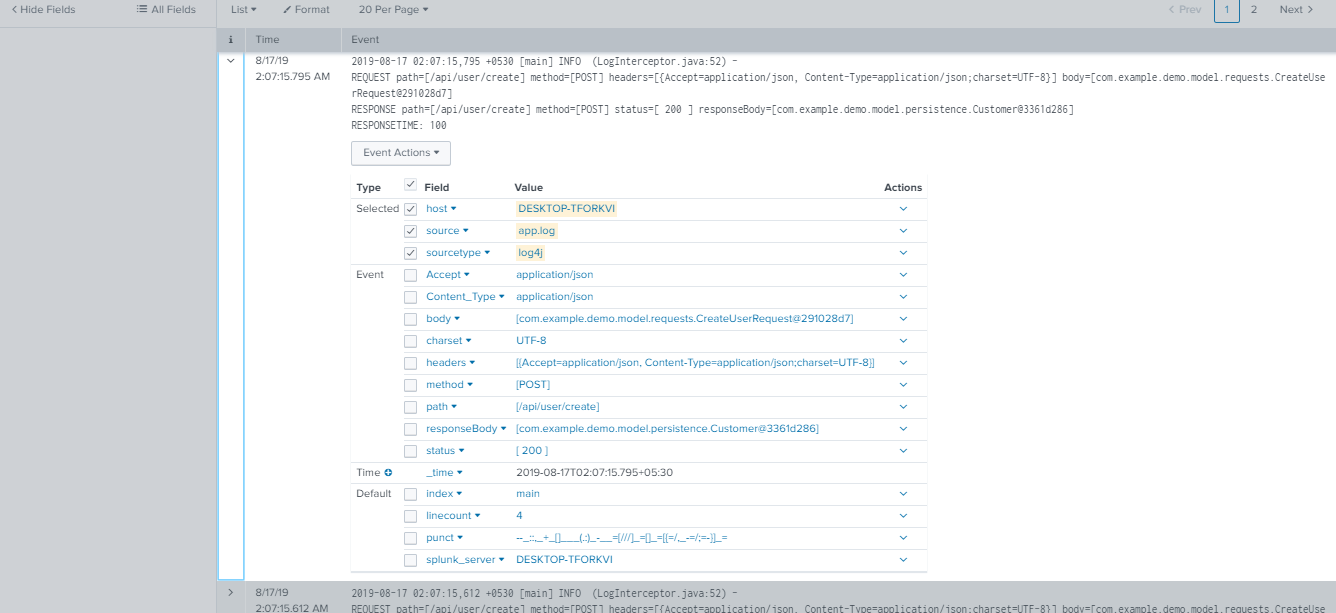 Hide Fields All Fields List Format 20 Per Page Prev 1 2 Next
i Time Event
8/17/19 2019-08-17 02:07:15,795 +0530 [main] INFO (LogInterceptor.java:52) -
2:07:15.795 AM REQUEST path=[/api/user/create] method=[POST] headers=[{Accept=application/json, Content-Type=application/json;charset=UTF-8}] body=[com.example.demo.model.requests.CreateUse
rRequest@291028d7]
RESPONSE path=[/api/user/create] method=[POST] status=[ 200 ] responseBody=[com.example.demo.model.persistence.Customer@3361d286]
RESPONSETIME: 100
Event Actions
Type Field Value Actions
Selected host DESKTOP-TFORKVI
source app.log
sourcetype log4j
Event Accept application/json
Content_Type application/json
body [com.example.demo.model.requests.CreateUserRequest@291028d7]
charset UTF-8
headers [{Accept=application/json, Content-Type=application/json;charset=UTF-8}]
method [POST]
path [/api/user/create]
responseBody [com.example.demo.model.persistence.Customer@3361d286]
status [ 200 ]
Time _time 2019-08-17T02:07:15.795+05:30
Default index main
linecount 4
punct
splunk_server DESKTOP-TFORKVI
8/17/19 2019-08-17 02:07:15,612 +0530 [main] INFO (LogInterceptor.java:52) -
2:07:15.612 AM REQUEST path=[/api/user/create] method=[POST] headers=[{Accept=application/json, Content-Type=application/json;charset=UTF-8}] body=[com.example.demo.model.requests.CreateUse